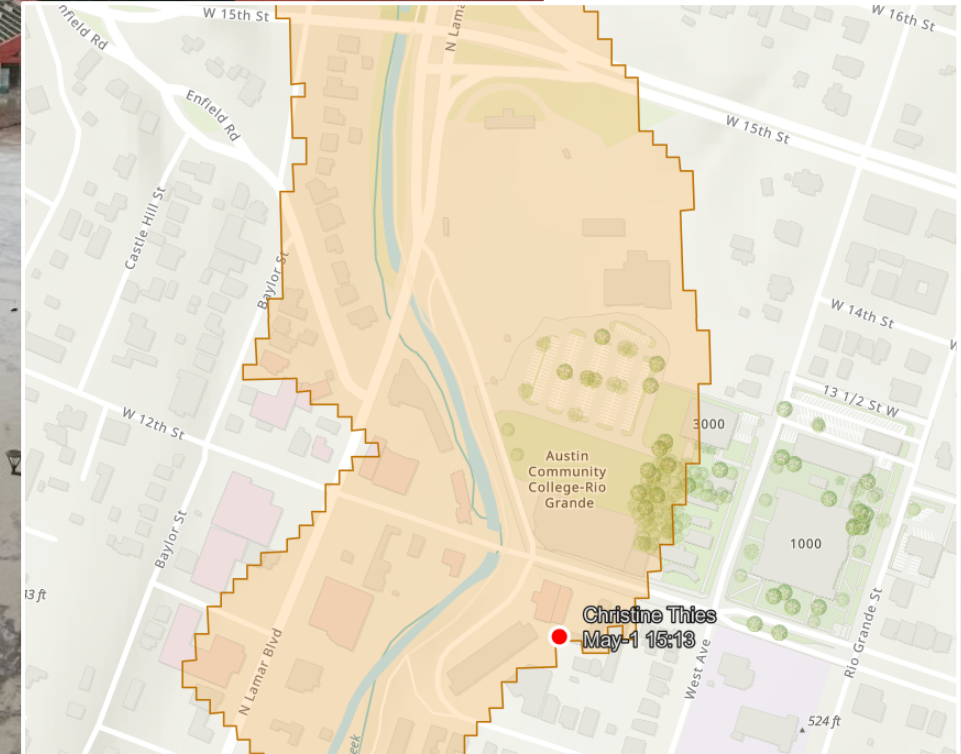 W 15th St
nfield Rd
N Lama
W 16th St
Enfield Rd
W 15th St
Castle Hill St
Baylor St
W 14th St
W
13 1/2 St W
W 12th St
3000
Austin
Community
College-Rio
Grande
Baylor St
1000
3 ft
Christine Thies
May-1 15:13
N Lamar Blvd
West Ave
Rio Grande St
524 ft
eek